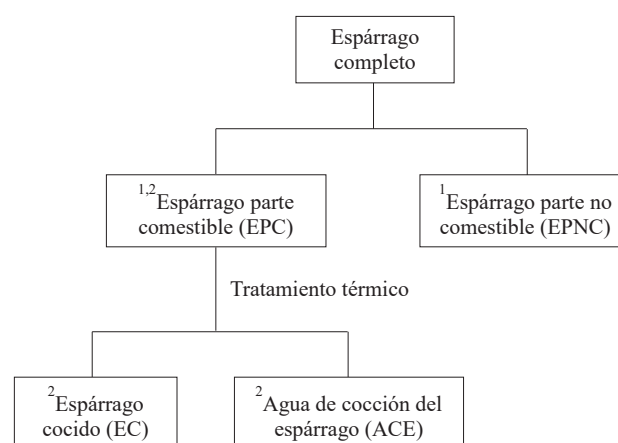 Espárrago
completo
1,2Espárrago parte
comestible (EPC)
1Espárrago parte no
comestible (EPNC)
Tratamiento térmico
2Espárrago
cocido (EC)
2Agua de cocción del
espárrago (ACE)